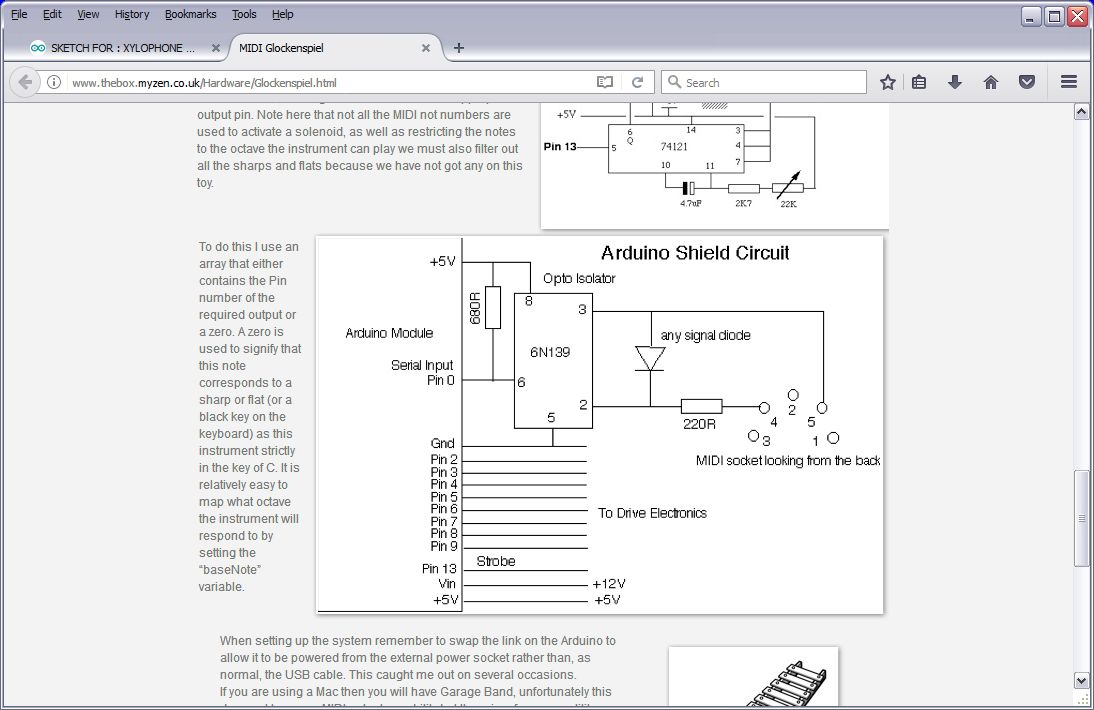 File Edit View History Bookmarks Tools Help
SKETCH FOR : XYLOPHONE ...
MIDI Glockenspiel
www.thebox.myzen.co.uk/Hardware/Glockenspiel.html
Search
output pin. Note here that not all the MIDI not numbers are
used to activate a solenoid, as well as restricting the notes
to the octave the instrument can play we must also filter out
all the sharps and flats because we have not got any on this
toy.
+5V
6
Q
14
3
Pin 13
5
74121
4
7
10
11
4.7uF
2K7
22K
To do this I use an
array that either
contains the Pin
number of the
required output or
a zero. A zero is
used to signify that
this note
corresponds to a
sharp or flat (or a
black key on the
keyboard) as this
instrument strictly
in the key of C. It is
relatively easy to
map what octave
the instrument will
respond to by
setting the
“baseNote”
variable.
Arduino Shield Circuit
+5V
Opto Isolator
680R
8
3
Arduino Module
any signal diode
6N139
Serial Input
Pin 0
6
2
5
220R
4
2
5
3
1
MIDI socket looking from the back
Gnd
Pin 2
Pin 3
Pin 4
Pin 5
Pin 6
Pin 7
Pin 8
Pin 9
To Drive Electronics
Strobe
Pin 13
Vin
+12V
+5V
+5V
When setting up the system remember to swap the link on the Arduino to
allow it to be powered from the external power socket rather than, as
normal, the USB cable. This caught me out on several occasions.
If you are using a Mac then you will have Garage Band, unfortunately this